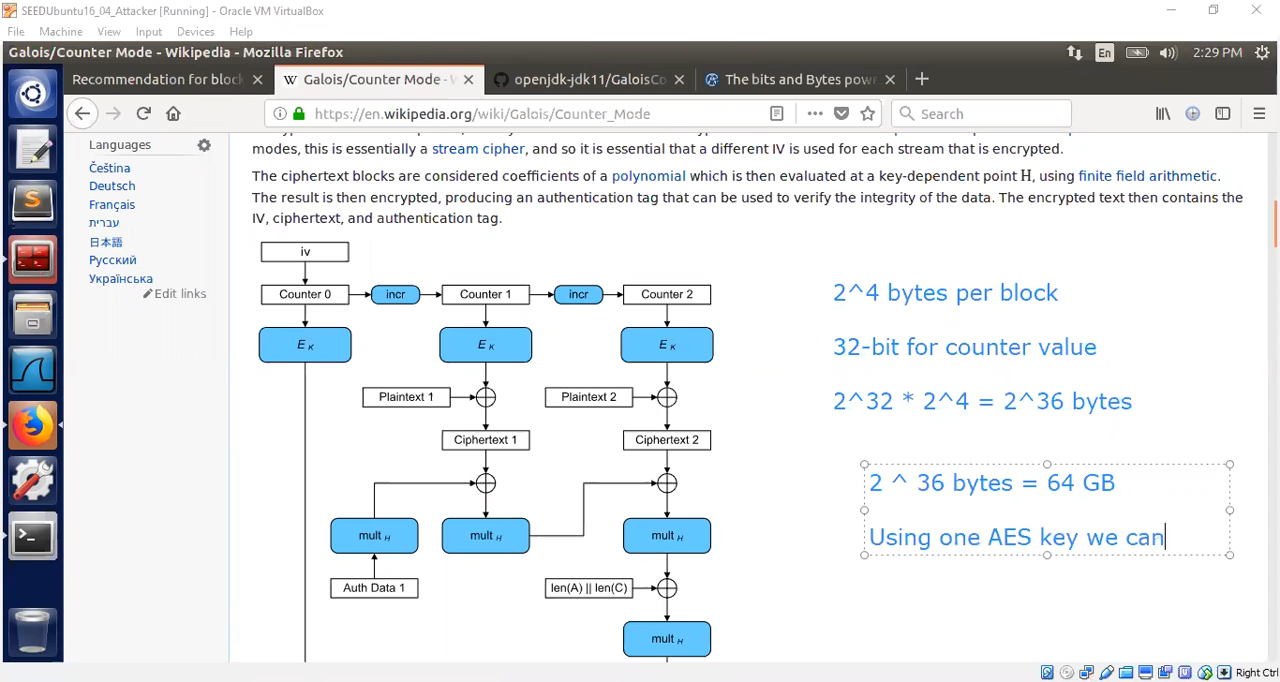 SEEDUbuntu16_04_Attacker [Running] - Oracle VM VirtualBox
File Machine View Input Devices Help
Galois/Counter Mode - Wikipedia - Mozilla Firefox
En
2:29 PM
Recommendation for block
Galois/Counter Mode - W
openjdk-jdk11/GaloisCo
The bits and Bytes pow
https://en.wikipedia.org/wiki/Galois/Counter_Mode
Search
Languages
Čeština
Deutsch
Français
עברית
日本語
Русский
Українська
Edit links
modes, this is essentially a stream cipher, and so it is essential that a different IV is used for each stream that is encrypted.
The ciphertext blocks are considered coefficients of a polynomial which is then evaluated at a key-dependent point H, using finite field arithmetic.
The result is then encrypted, producing an authentication tag that can be used to verify the integrity of the data. The encrypted text then contains the
IV, ciphertext, and authentication tag.
iv
Counter 0
incr
Counter 1
incr
Counter 2
E K
E K
E K
Plaintext 1
Plaintext 2
Ciphertext 1
Ciphertext 2
mult H
mult H
mult H
Auth Data 1
len(A) || len(C)
mult H
2^4 bytes per block
32-bit for counter value
2^32 * 2^4 = 2^36 bytes
2 ^ 36 bytes = 64 GB
Using one AES key we can
Right Ctrl